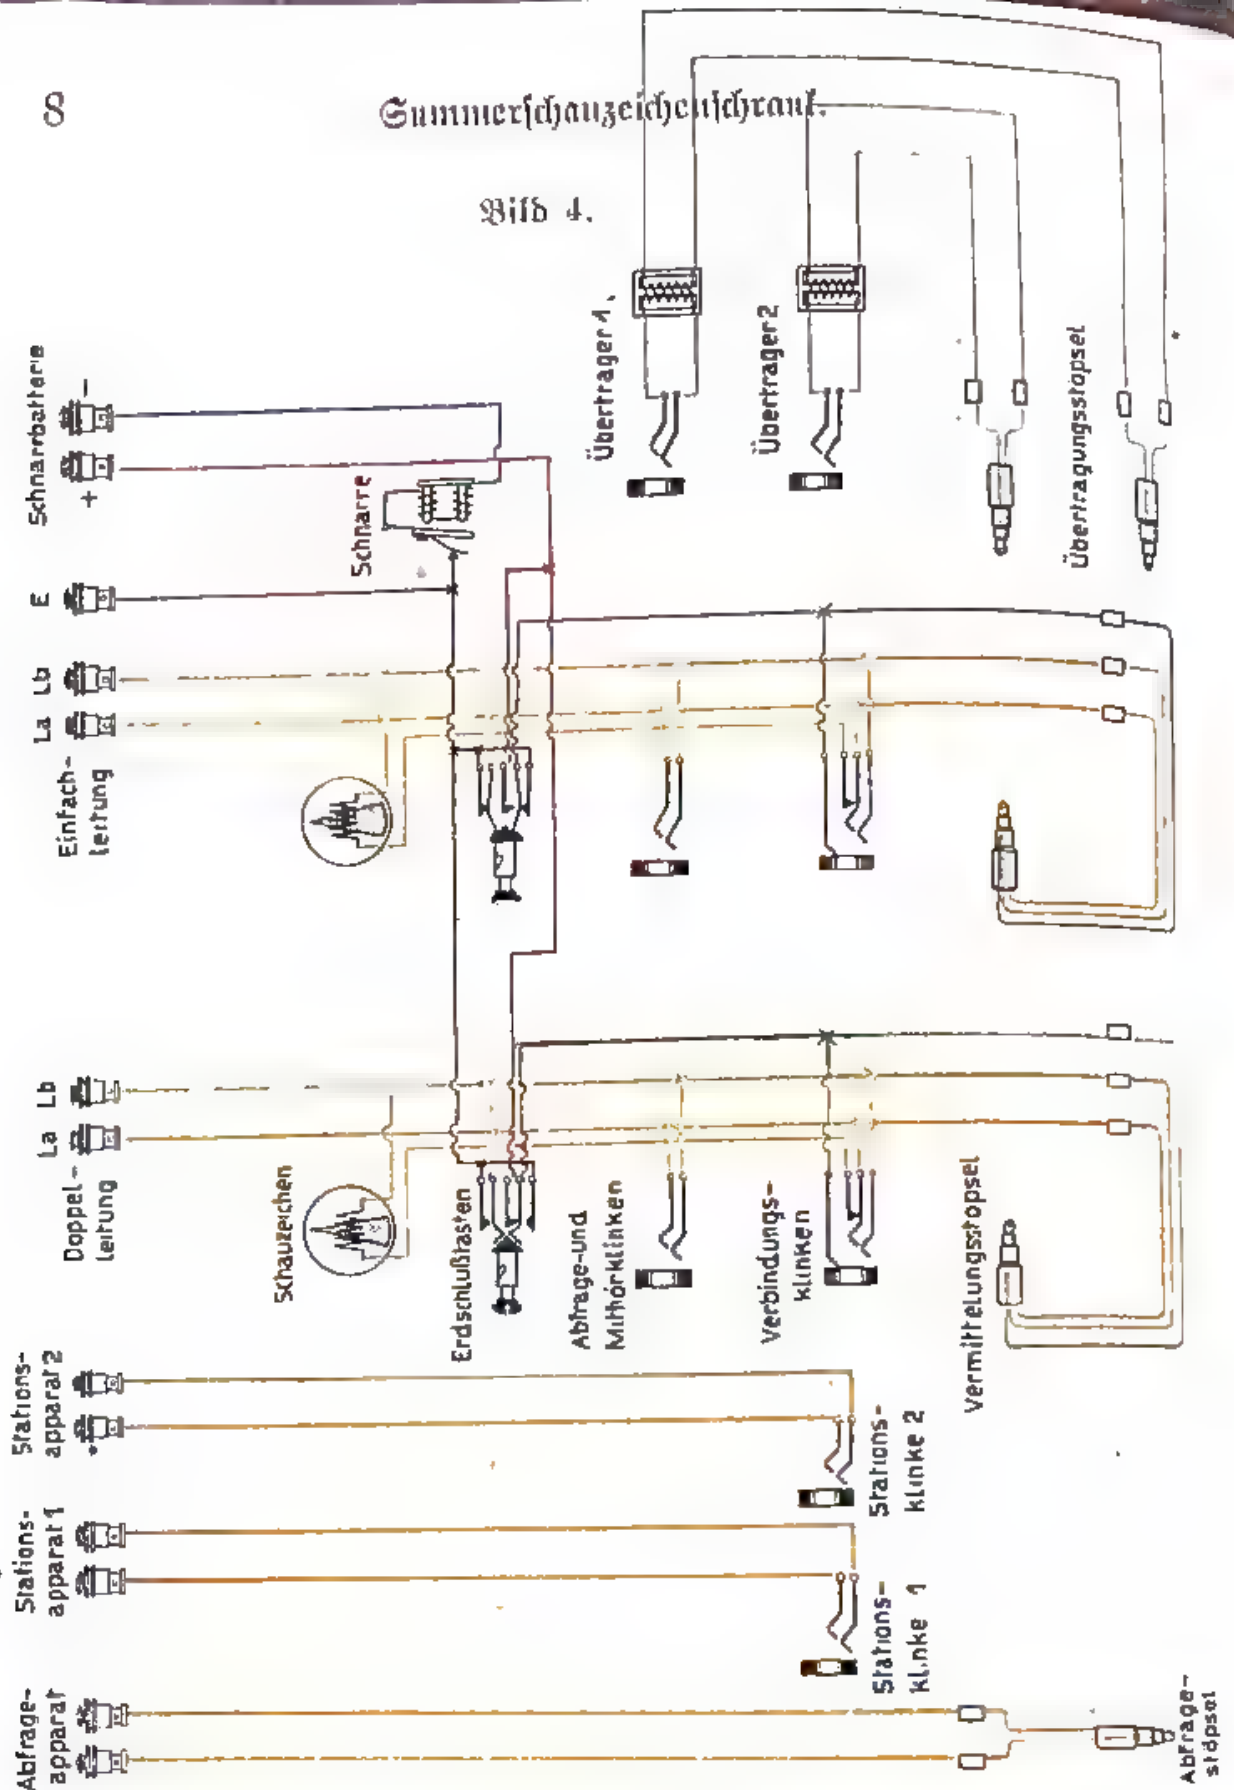 8
Summerschauzeichenschrank.
Bild 4.
Abfrage-
apparat
Stations-
apparat 1
Stations-
apparat 2
Doppel-
leitung
La Lb
Einfach-
leitung
La Lb
E
Schnarrbatterie
+ -
Schauzeichen
Schnarre
Erdschlußtasten
Abfrage-und
Mithörklinken
Verbindungs-
klinken
Übertrager 1.
Übertrager 2
Stations-
klinke 1
Stations-
klinke 2
Vermittelungsstöpsel
Übertragungsstöpsel
Abfrage-
stöpsel